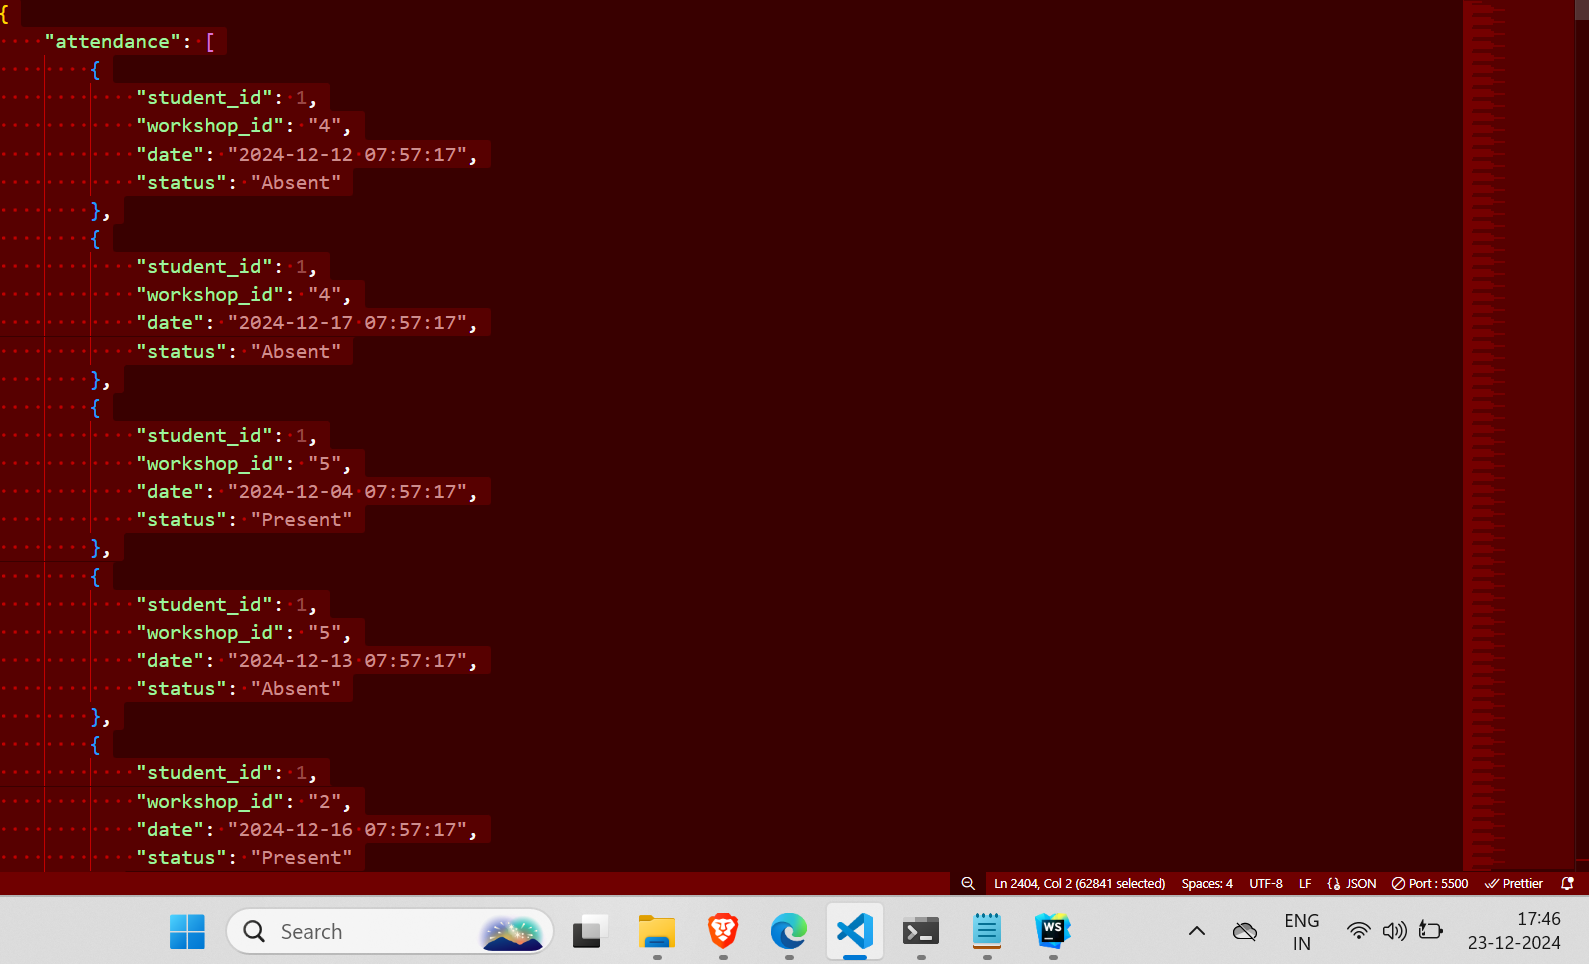 {
"attendance": [
{
"student_id": 1,
"workshop_id": "4",
"date": "2024-12-12 07:57:17",
"status": "Absent"
},
{
"student_id": 1,
"workshop_id": "4",
"date": "2024-12-17 07:57:17",
"status": "Absent"
},
{
"student_id": 1,
"workshop_id": "5",
"date": "2024-12-04 07:57:17",
"status": "Present"
},
{
"student_id": 1,
"workshop_id": "5",
"date": "2024-12-13 07:57:17",
"status": "Absent"
},
{
"student_id": 1,
"workshop_id": "2",
"date": "2024-12-16 07:57:17",
"status": "Present"
Ln 2404, Col 2 (62841 selected) Spaces: 4 UTF-8 LF {} JSON Port : 5500 Prettier
Search WS ENG 17:46
IN 23-12-2024